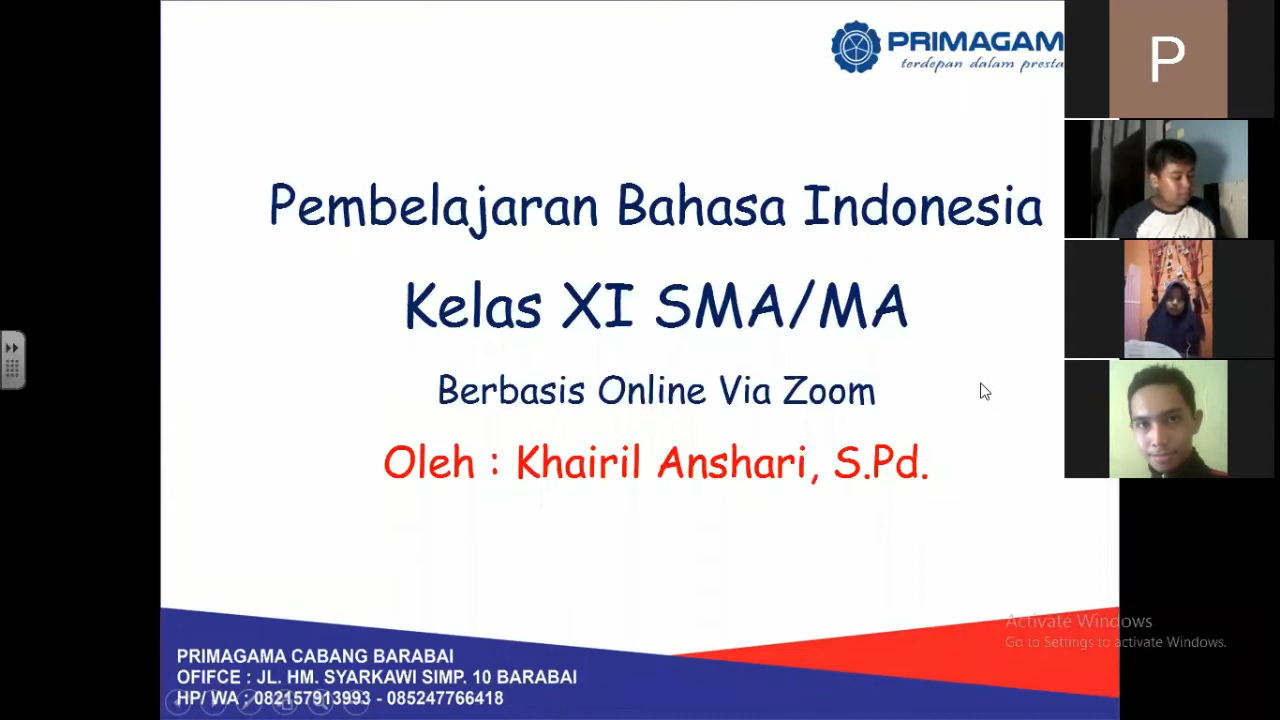 PRIMAGAM
terdepan dalam presta
P
Pembelajaran Bahasa Indonesia
Kelas XI SMA/MA
Berbasis Online Via Zoom
Oleh : Khairil Anshari, S.Pd.
Activate Windows
Go to Settings to activate Windows.
PRIMAGAMA CABANG BARABAI
OFIFCE : JL. HM. SYARKAWI SIMP. 10 BARABAI
HP/ WA : 082157913993 - 085247766418